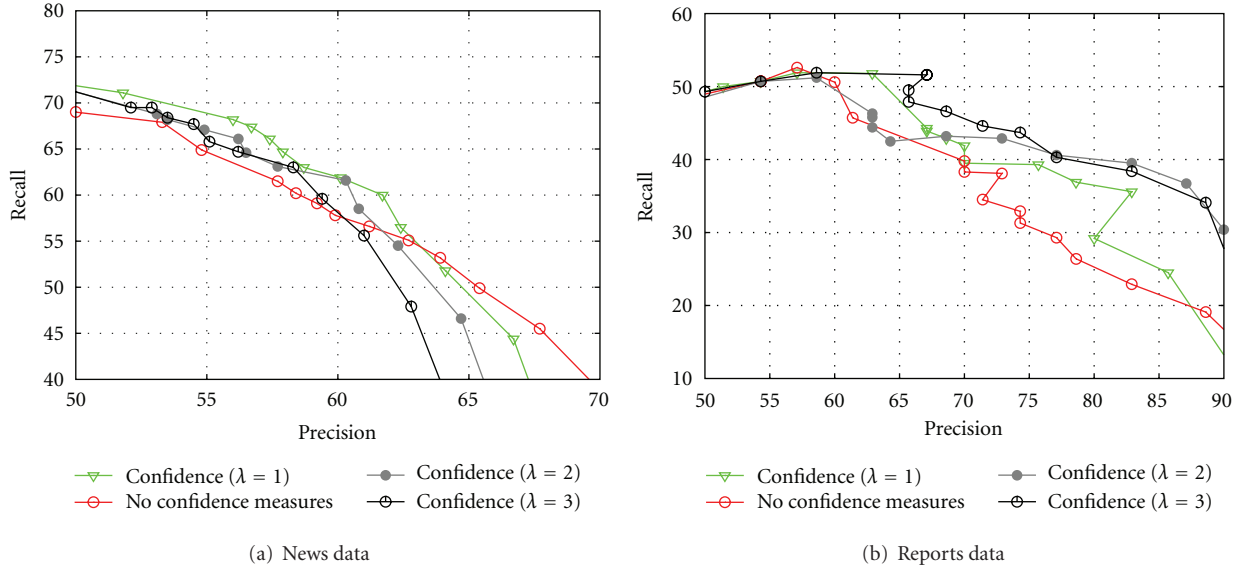 80
75
70
65
60
55
50
45
40
Recall
50 55 60 65 70
Precision
Confidence (λ = 1)
No confidence measures
Confidence (λ = 2)
Confidence (λ = 3)
(a) News data
60
50
40
30
20
10
Recall
50 55 60 65 70 75 80 85 90
Precision
Confidence (λ = 1)
No confidence measures
Confidence (λ = 2)
Confidence (λ = 3)
(b) Reports data